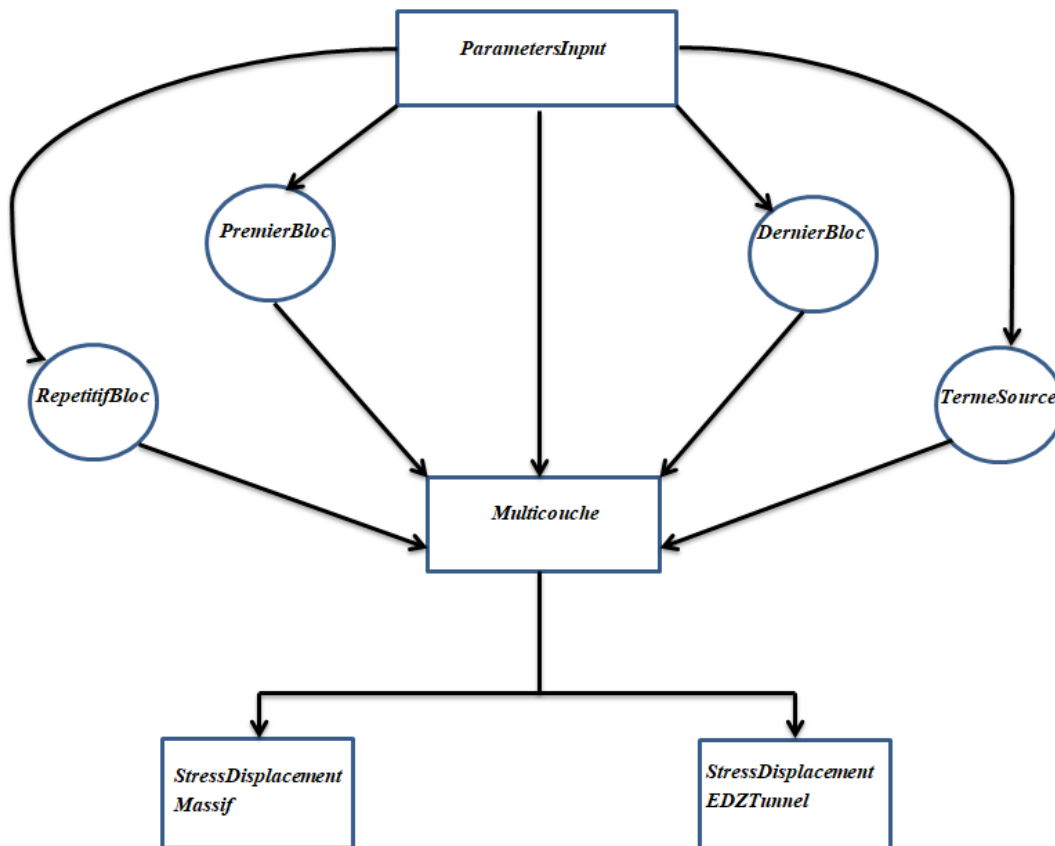 ParametersInput
PremierBloc
DernierBloc
RepetitifBloc
TermeSource
Multicouche
StressDisplacement
Massif
StressDisplacement
EDZTunnel